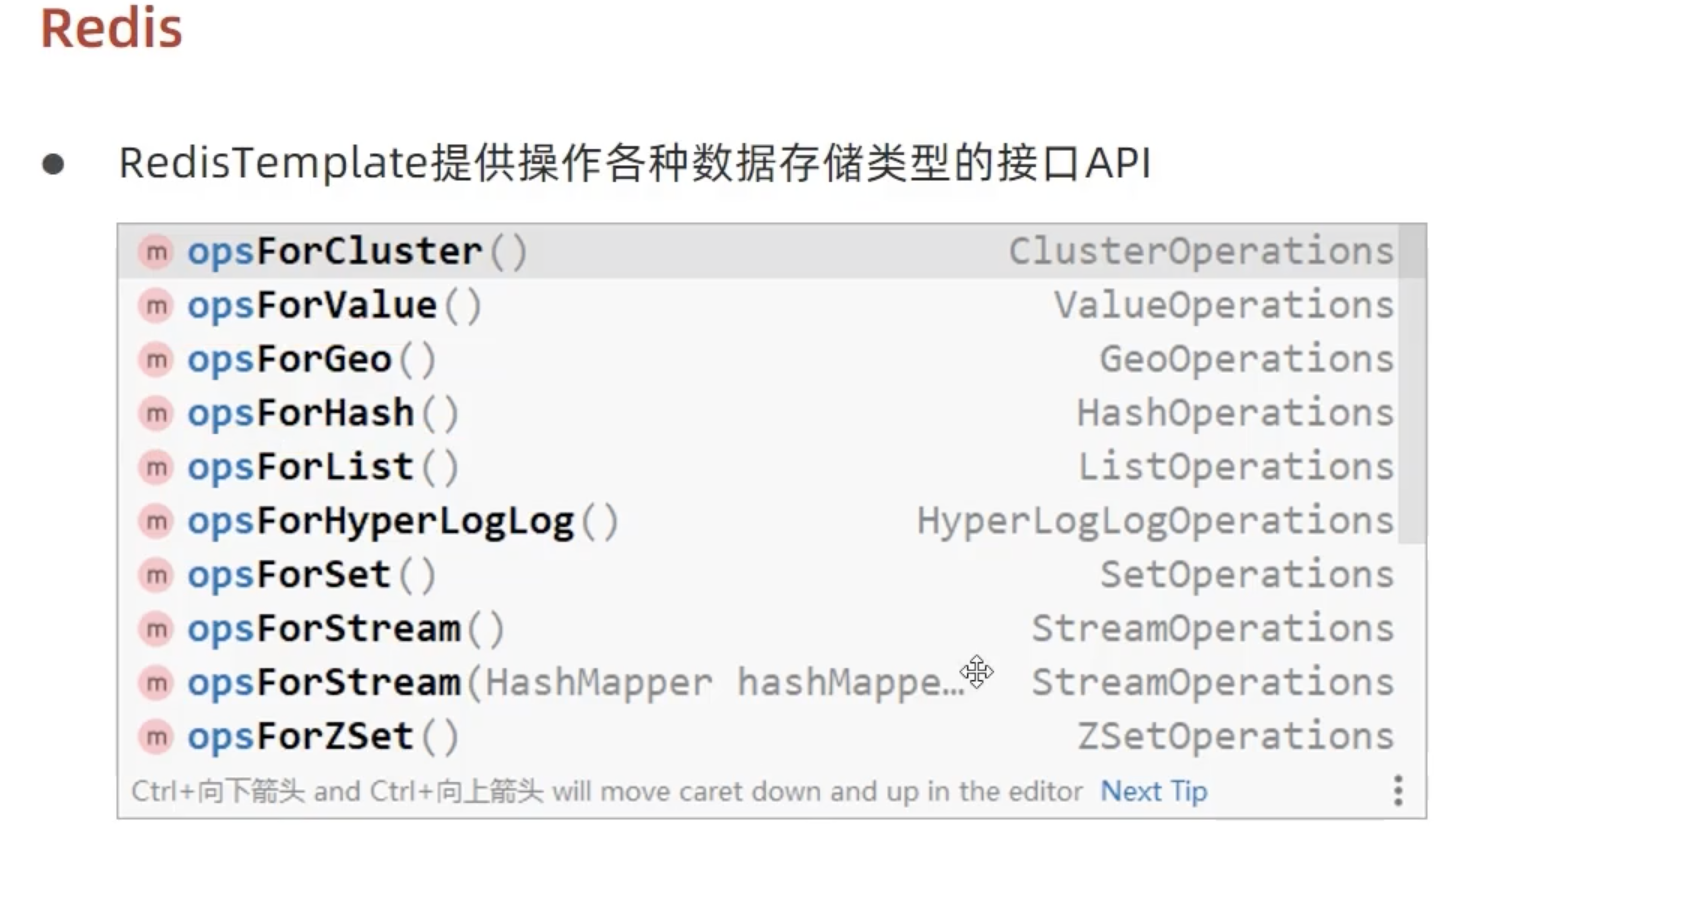 Redis
● RedisTemplate提供操作各种数据存储类型的接口API
m opsForCluster() ClusterOperations
m opsForValue() ValueOperations
m opsForGeo() GeoOperations
m opsForHash() HashOperations
m opsForList() ListOperations
m opsForHyperLogLog() HyperLogLogOperations
m opsForSet() SetOperations
m opsForStream() StreamOperations
m opsForStream(HashMapper hashMappe… StreamOperations
m opsForZSet() ZSetOperations
Ctrl+向下箭头 and Ctrl+向上箭头 will move caret down and up in the editor Next Tip